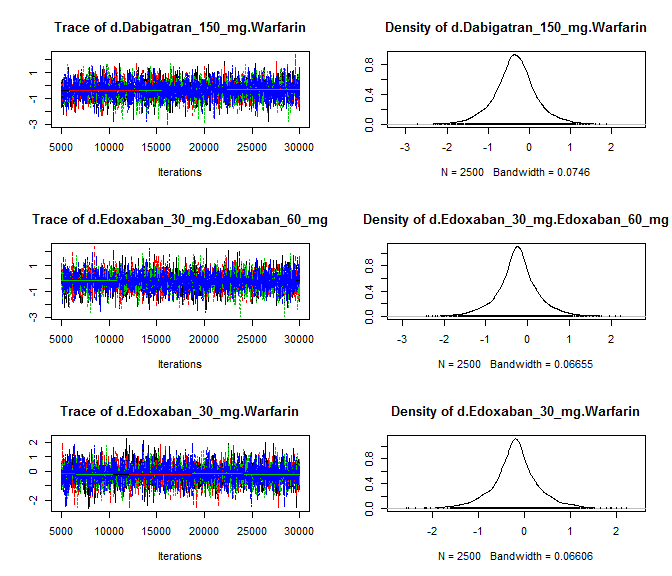 Trace of d.Dabigatran_150_mg.Warfarin
1
-1
-3
5000 10000 15000 20000 25000 30000
Iterations
Density of d.Dabigatran_150_mg.Warfarin
0.8
0.4
0.0
-3 -2 -1 0 1 2
N = 2500 Bandwidth = 0.0746
Trace of d.Edoxaban_30_mg.Edoxaban_60_mg
1
-1
-3
5000 10000 15000 20000 25000 30000
Iterations
Density of d.Edoxaban_30_mg.Edoxaban_60_mg
0.8
0.4
0.0
-3 -2 -1 0 1 2
N = 2500 Bandwidth = 0.06655
Trace of d.Edoxaban_30_mg.Warfarin
2
1
0
-2
5000 10000 15000 20000 25000 30000
Iterations
Density of d.Edoxaban_30_mg.Warfarin
0.8
0.4
0.0
-2 -1 0 1 2
N = 2500 Bandwidth = 0.06606